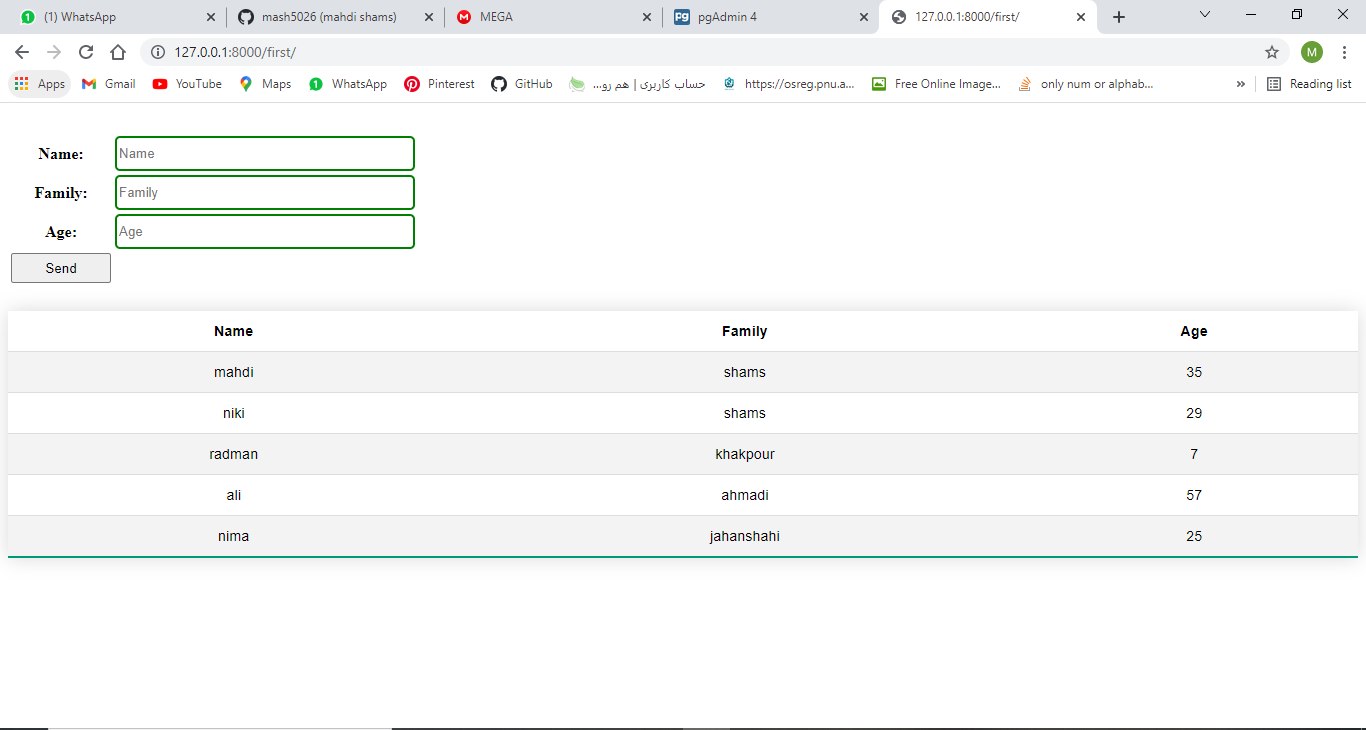 (1) WhatsApp mash5026 (mahdi shams) MEGA pgAdmin 4 127.0.0.1:8000/first/
127.0.0.1:8000/first/ M
Apps Gmail YouTube Maps WhatsApp Pinterest GitHub حساب کاربری | هم رو... https://osreg.pnu.a... Free Online Image... only num or alphab... » Reading list
Name: Name
Family: Family
Age: Age
Send
Name Family Age
mahdi shams 35
niki shams 29
radman khakpour 7
ali ahmadi 57
nima jahanshahi 25